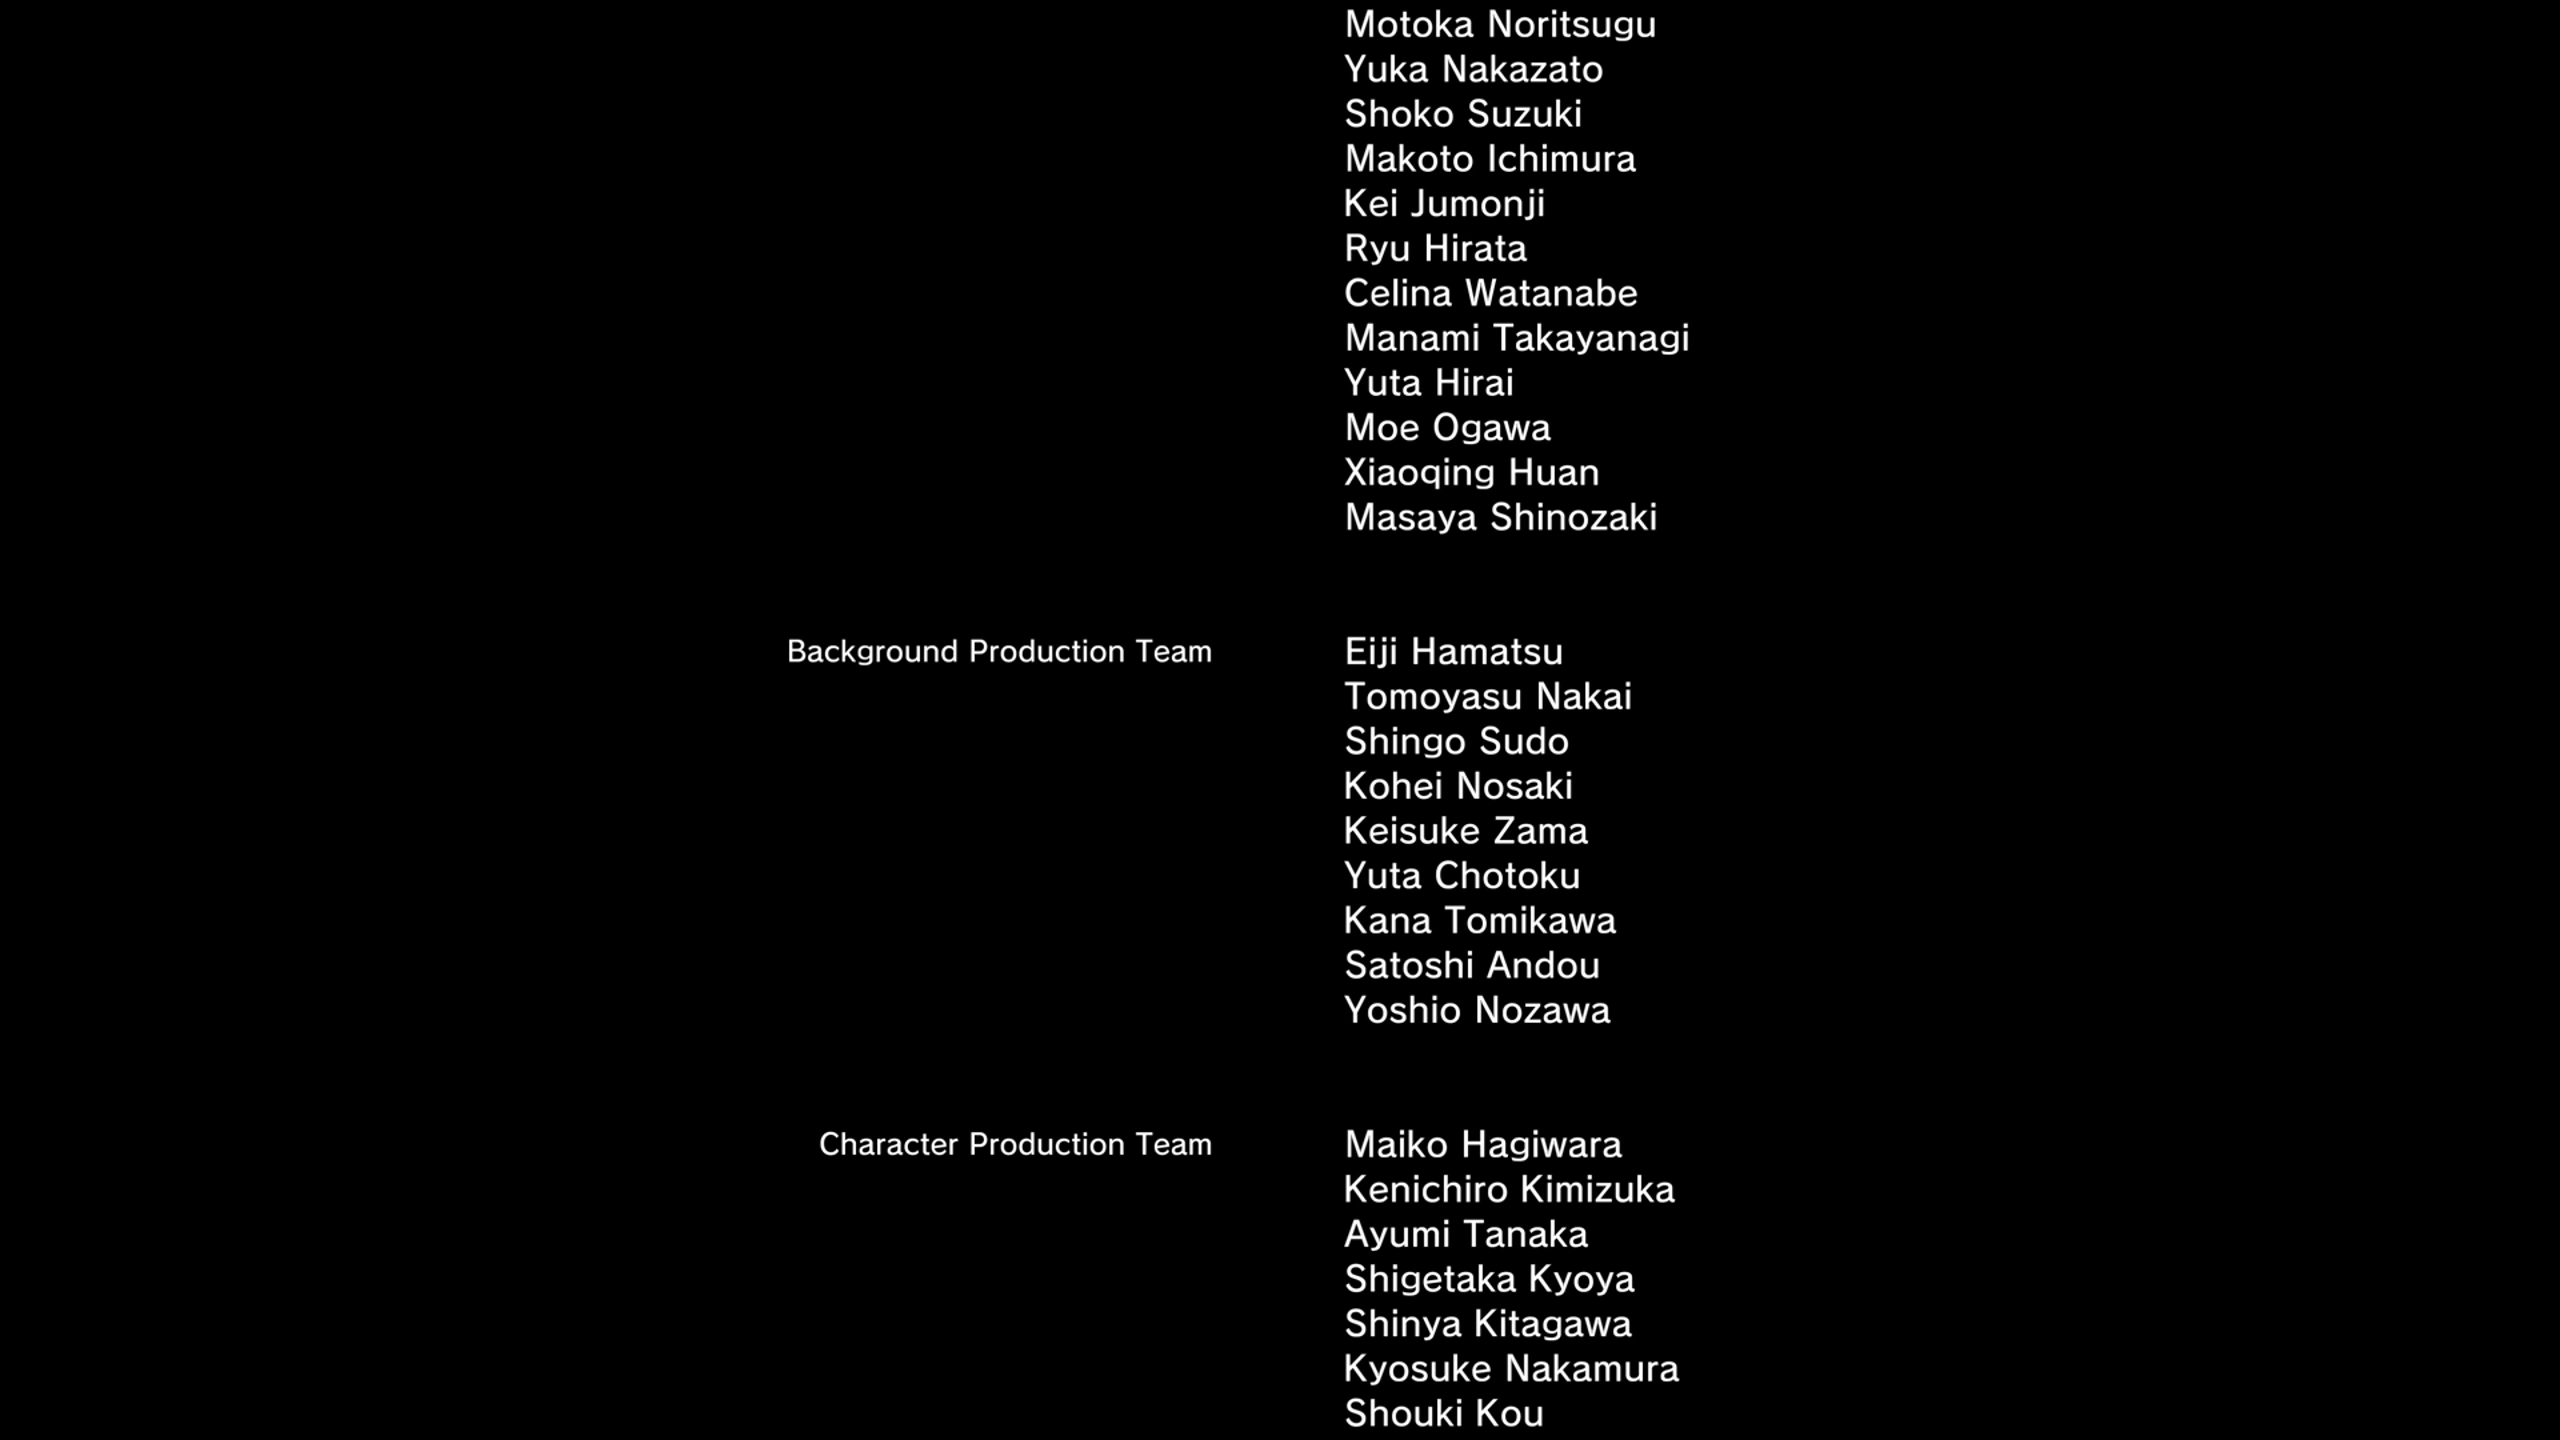 Motoka Noritsugu
Yuka Nakazato
Shoko Suzuki
Makoto Ichimura
Kei Jumonji
Ryu Hirata
Celina Watanabe
Manami Takayanagi
Yuta Hirai
Moe Ogawa
Xiaoqing Huan
Masaya Shinozaki
Background Production Team Eiji Hamatsu
Tomoyasu Nakai
Shingo Sudo
Kohei Nosaki
Keisuke Zama
Yuta Chotoku
Kana Tomikawa
Satoshi Andou
Yoshio Nozawa
Character Production Team Maiko Hagiwara
Kenichiro Kimizuka
Ayumi Tanaka
Shigetaka Kyoya
Shinya Kitagawa
Kyosuke Nakamura
Shouki Kou